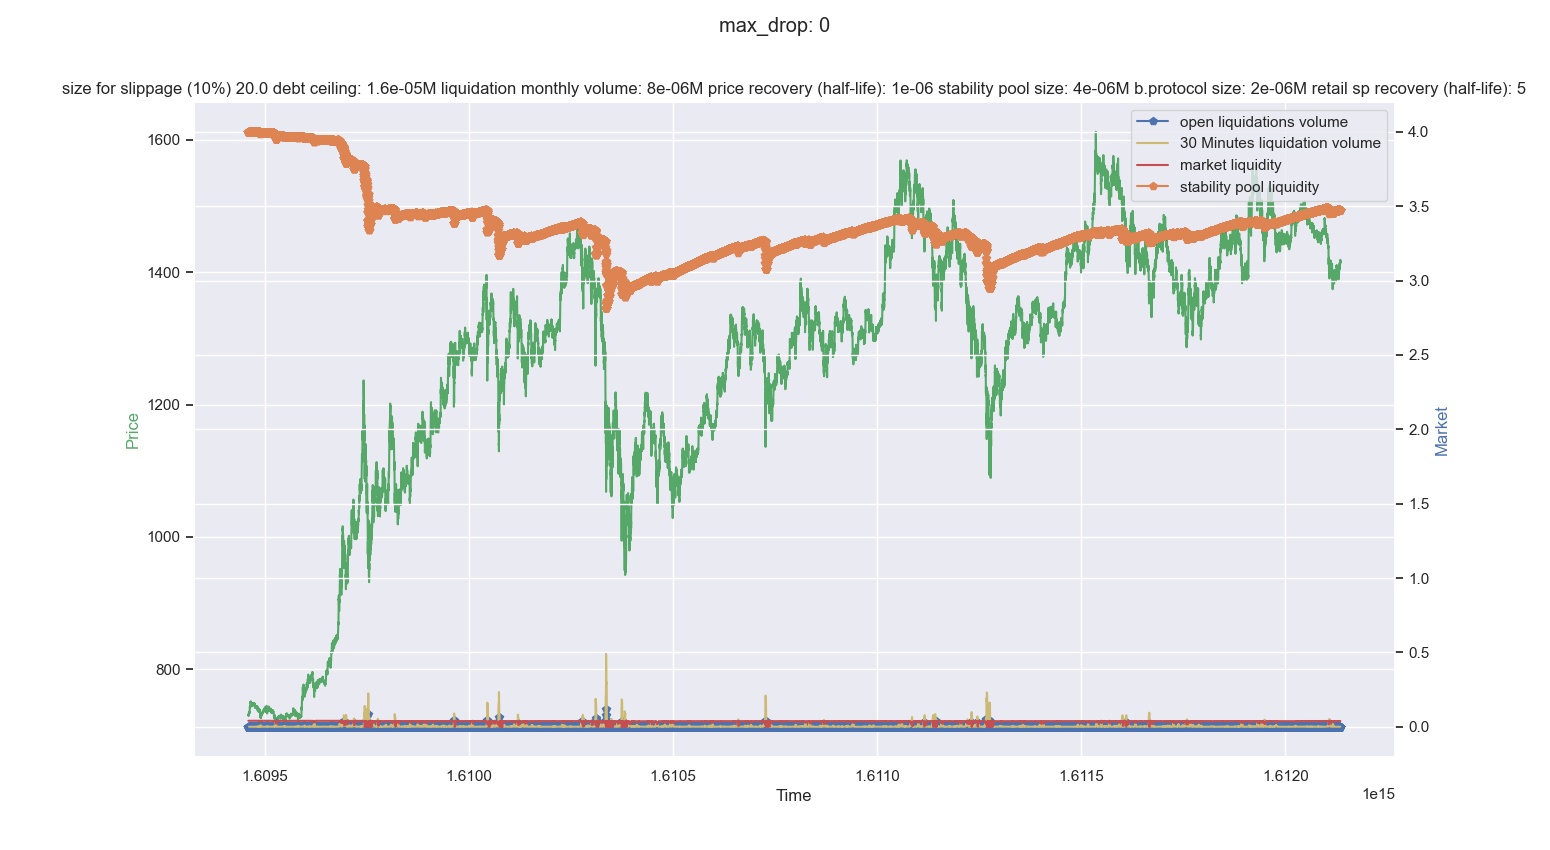 max_drop: 0
size for slippage (10%) 20.0 debt ceiling: 1.6e-05M liquidation monthly volume: 8e-06M price recovery (half-life): 1e-06 stability pool size: 4e-06M b.protocol size: 2e-06M retail sp recovery (half-life): 5
open liquidations volume
30 Minutes liquidation volume
market liquidity
stability pool liquidity
1600
1400
1200
1000
800
Price
4.0
3.5
3.0
2.5
2.0
1.5
1.0
0.5
0.0
Market
1.6095 1.6100 1.6105 1.6110 1.6115 1.6120
1e15
Time